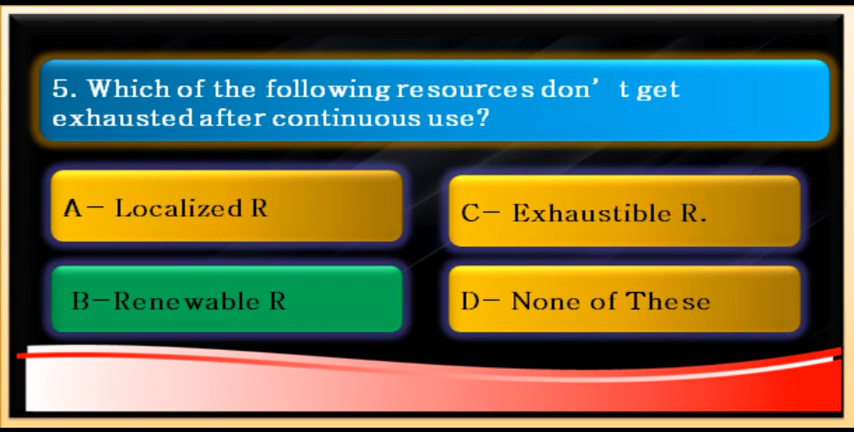 5. Which of the following resources don't get
exhausted after continuous use?
A- Localized R
C- Exhaustible R.
B-Renewable R
D- None of These